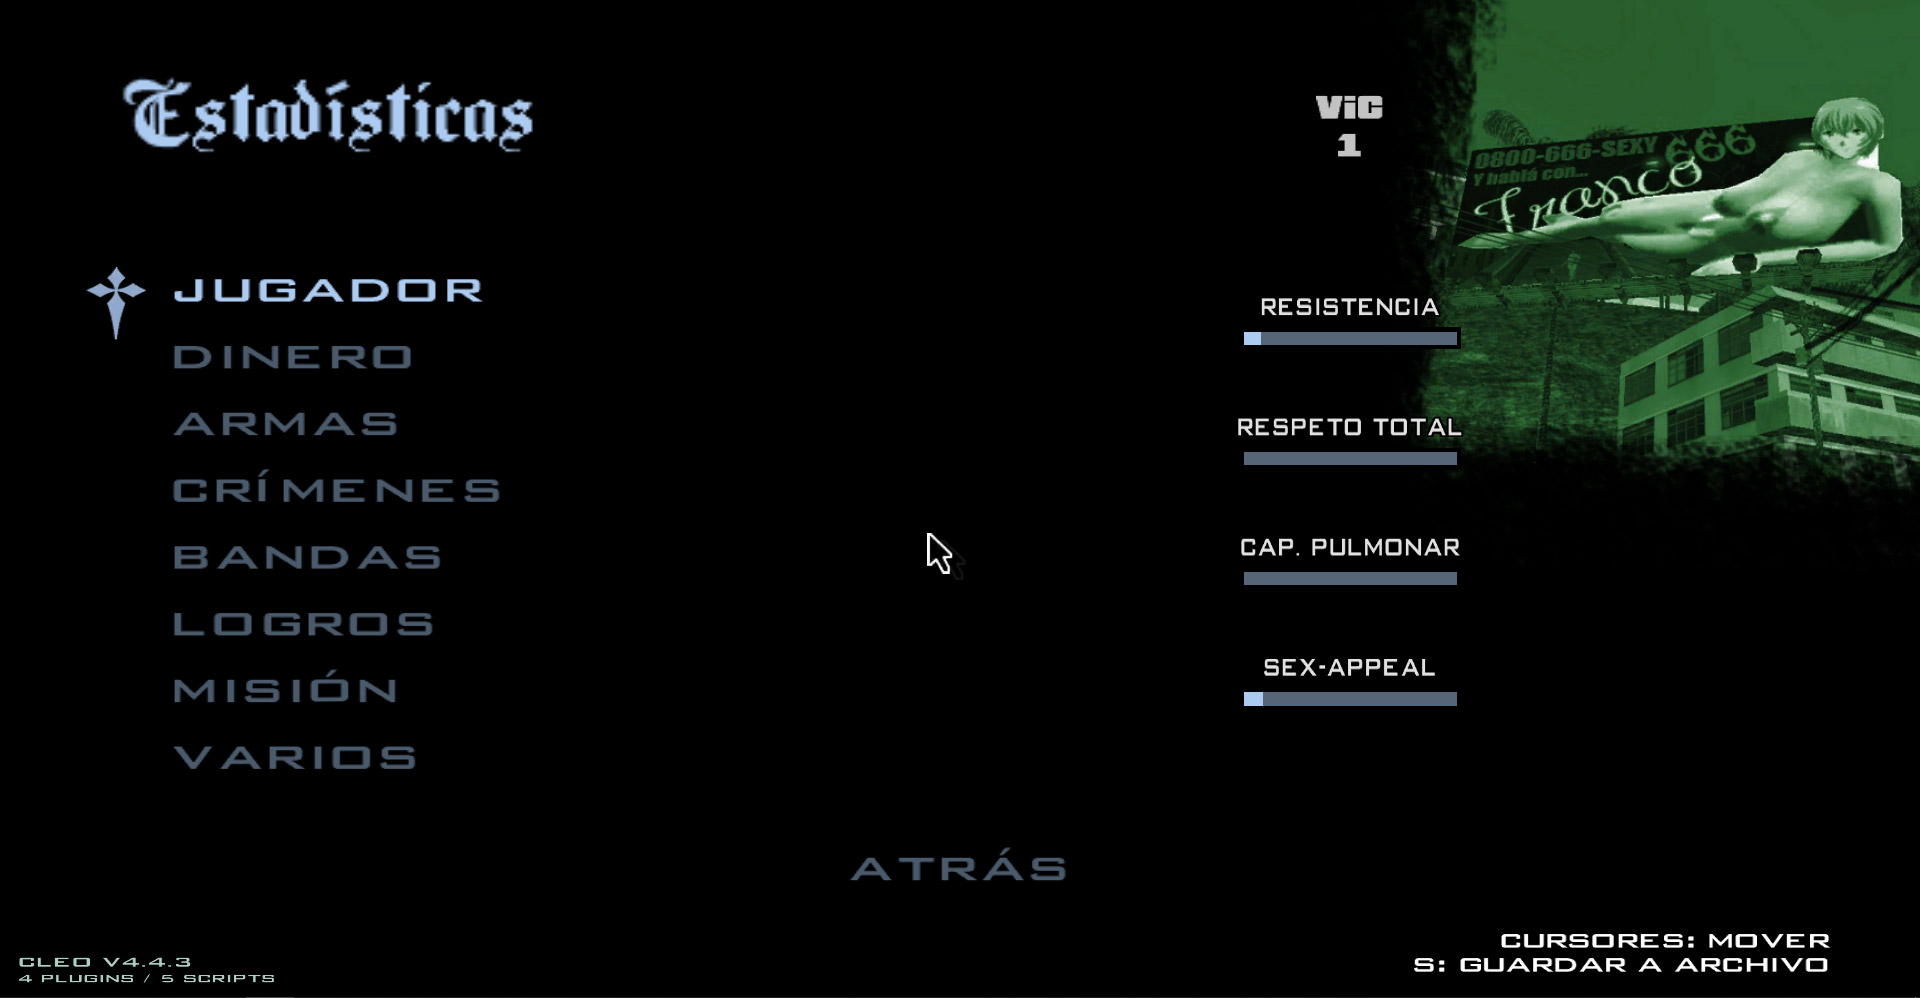 Estadísticas
ViC
1
0800-666-SEXY 666
Y hablá con...
Franco
JUGADOR
DINERO
ARMAS
CRÍMENES
BANDAS
LOGROS
MISIÓN
VARIOS
RESISTENCIA
RESPETO TOTAL
CAP. PULMONAR
SEX-APPEAL
ATRÁS
CURSORES: MOVER
S: GUARDAR A ARCHIVO
CLEO V4.4.3
4 PLUGINS / 5 SCRIPTS